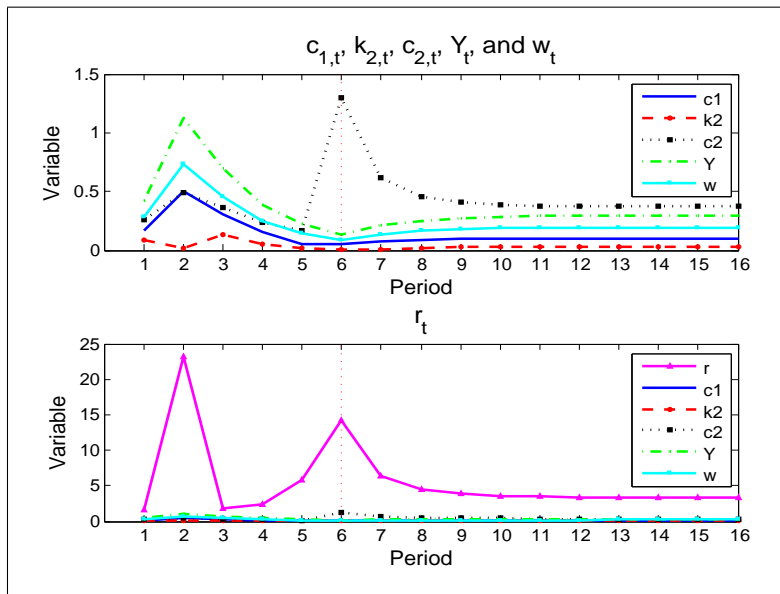 c1,t, k2,t, c2,t, Yt, and wt
1.5
1
0.5
0
Variable
c1
k2
c2
Y
w
1 2 3 4 5 6 7 8 9 10 11 12 13 14 15 16
Period
rt
25
20
15
10
5
0
Variable
r
c1
k2
c2
Y
w
1 2 3 4 5 6 7 8 9 10 11 12 13 14 15 16
Period